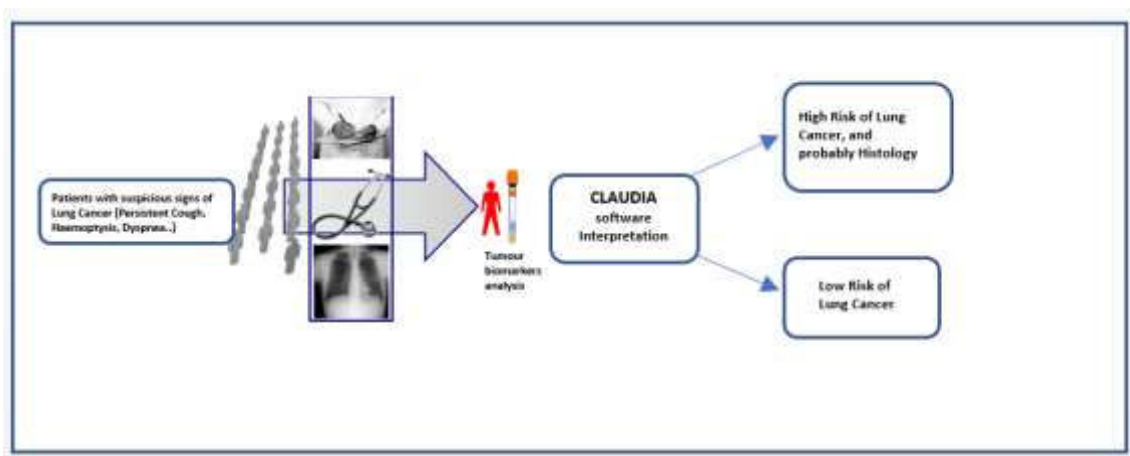 Patients with suspicious signs of
Lung Cancer (Persistent Cough,
Haemoptysis, Dyspnea..)
Tumour
biomarkers
analysis
CLAUDIA
software
Interpretation
High Risk of Lung
Cancer, and
probably Histology
Low Risk of
Lung Cancer